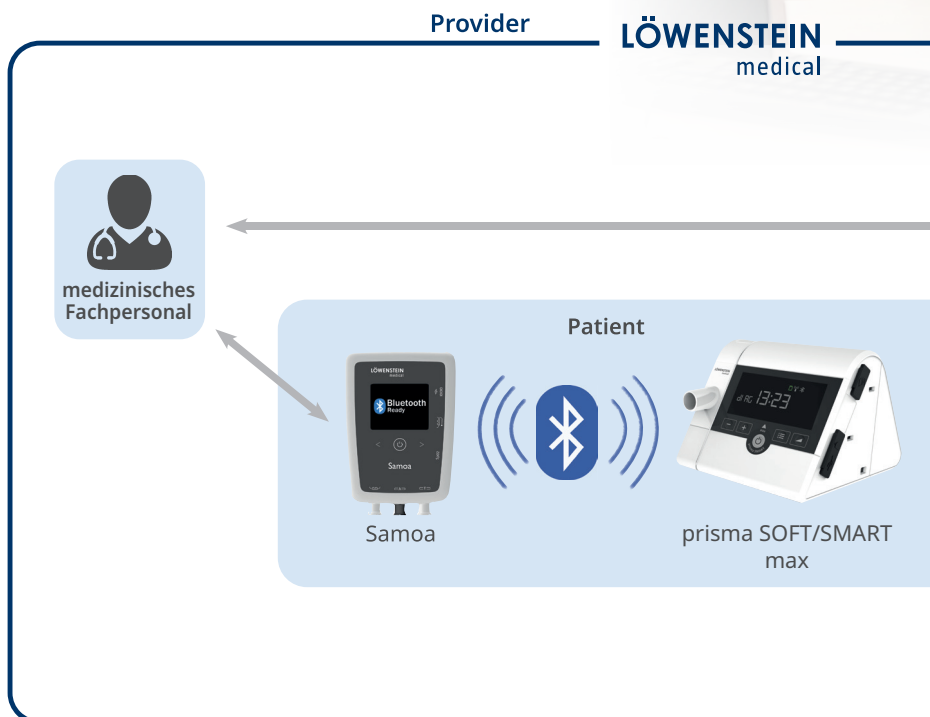 Provider
LÖWENSTEIN
medical
medizinisches
Fachpersonal
Patient
LÖWENSTEIN
medical
Bluetooth
Ready
Samoa
13:23
Samoa
prisma SOFT/SMART
max